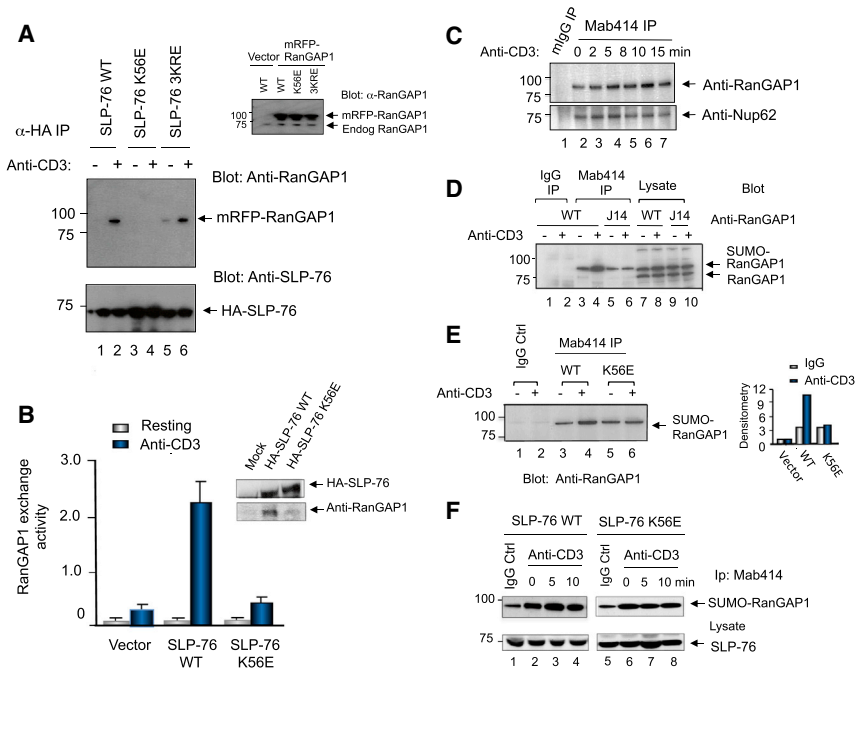 A
SLP-76 WT
SLP-76 K56E
SLP-76 3KRE
α-HA IP
Anti-CD3: - + - + - +
Blot: Anti-RanGAP1
100
75
mRFP-RanGAP1
Blot: Anti-SLP-76
75
HA-SLP-76
1 2 3 4 5 6
mRFP-
Vector RanGAP1
WT WT K56E 3KRE
Blot: α-RanGAP1
100
75
mRFP-RanGAP1
Endog RanGAP1
B
Resting
Anti-CD3
RanGAP1 exchange
activity
3.0
2.0
1.0
0
Vector SLP-76 SLP-76
WT K56E
Mock
HA-SLP-76 WT
HA-SLP-76 K56E
HA-SLP-76
Anti-RanGAP1
C
mIgG IP
Mab414 IP
Anti-CD3: 0 2 5 8 10 15 min
100
75
Anti-RanGAP1
75
Anti-Nup62
1 2 3 4 5 6 7
D
IgG Mab414 Lysate Blot
IP IP
WT J14 WT J14 Anti-RanGAP1
Anti-CD3 - + - + - + - + - +
100
75
SUMO-
RanGAP1
RanGAP1
1 2 3 4 5 6 7 8 9 10
E
IgG Ctrl
Mab414 IP
WT K56E
Anti-CD3 - + - + - +
100
75
SUMO-
RanGAP1
1 2 3 4 5 6
Blot: Anti-RanGAP1
IgG
Anti-CD3
Densitometry
12
9
6
3
0
Vector
WT
K56E
F
SLP-76 WT SLP-76 K56E
IgG Ctrl
Anti-CD3
0 5 10
IgG Ctrl
Anti-CD3
0 5 10 min
Ip: Mab414
100
SUMO-RanGAP1
Lysate
75
SLP-76
1 2 3 4 5 6 7 8